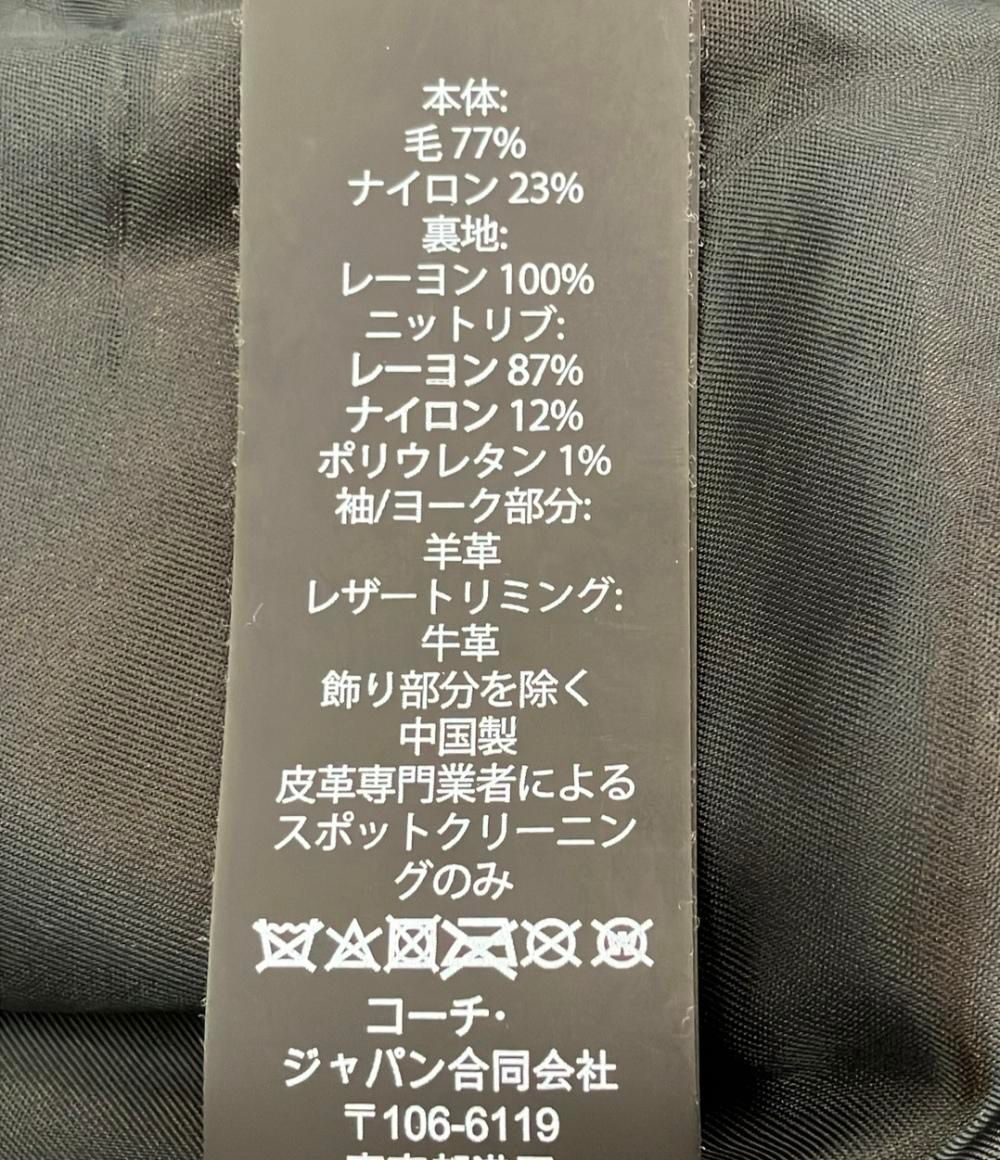 本体:
毛 77%
ナイロン 23%
裏地:
レーヨン 100%
ニットリブ:
レーヨン 87%
ナイロン 12%
ポリウレタン 1%
袖/ヨーク部分:
羊革
レザートリミング:
牛革
飾り部分を除く
中国製
皮革専門業者による
スポットクリーニン
グのみ
W
コーチ・
ジャパン合同会社
〒106-6119